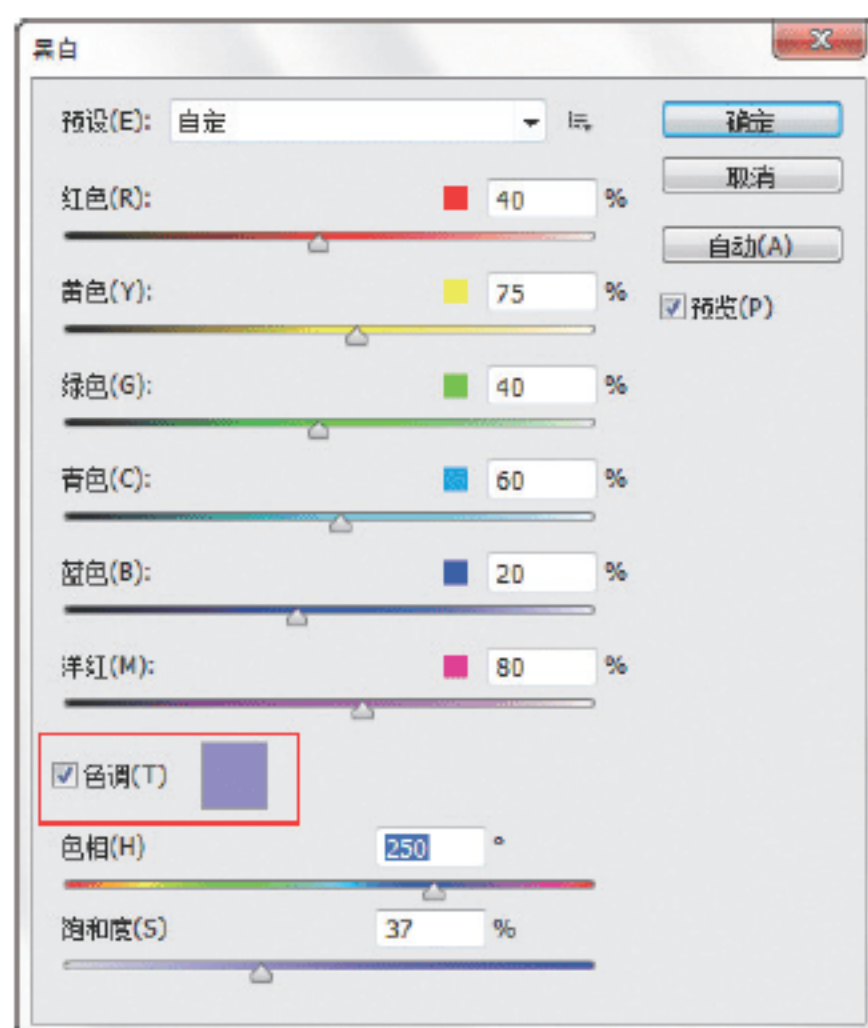 黑白
预设(E): 自定
确定
取消
自动(A)
预览(P)
红色(R): 40 %
黄色(Y): 75 %
绿色(G): 40 %
青色(C): 60 %
蓝色(B): 20 %
洋红(M): 80 %
色调(T)
色相(H) 250 °
饱和度(S) 37 %